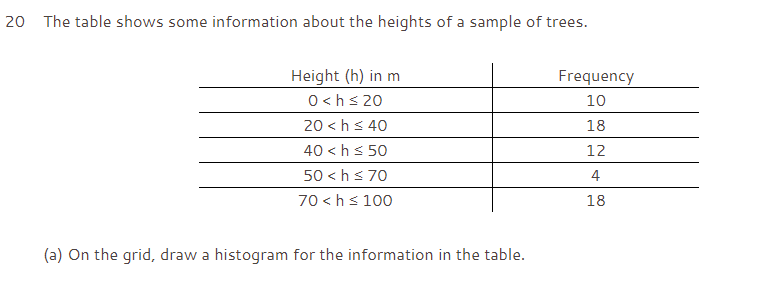 20 The table shows some information about the heights of a sample of trees.
Height (h) in m Frequency
0 < h ≤ 20 10
20 < h ≤ 40 18
40 < h ≤ 50 12
50 < h ≤ 70 4
70 < h ≤ 100 18
(a) On the grid, draw a histogram for the information in the table.